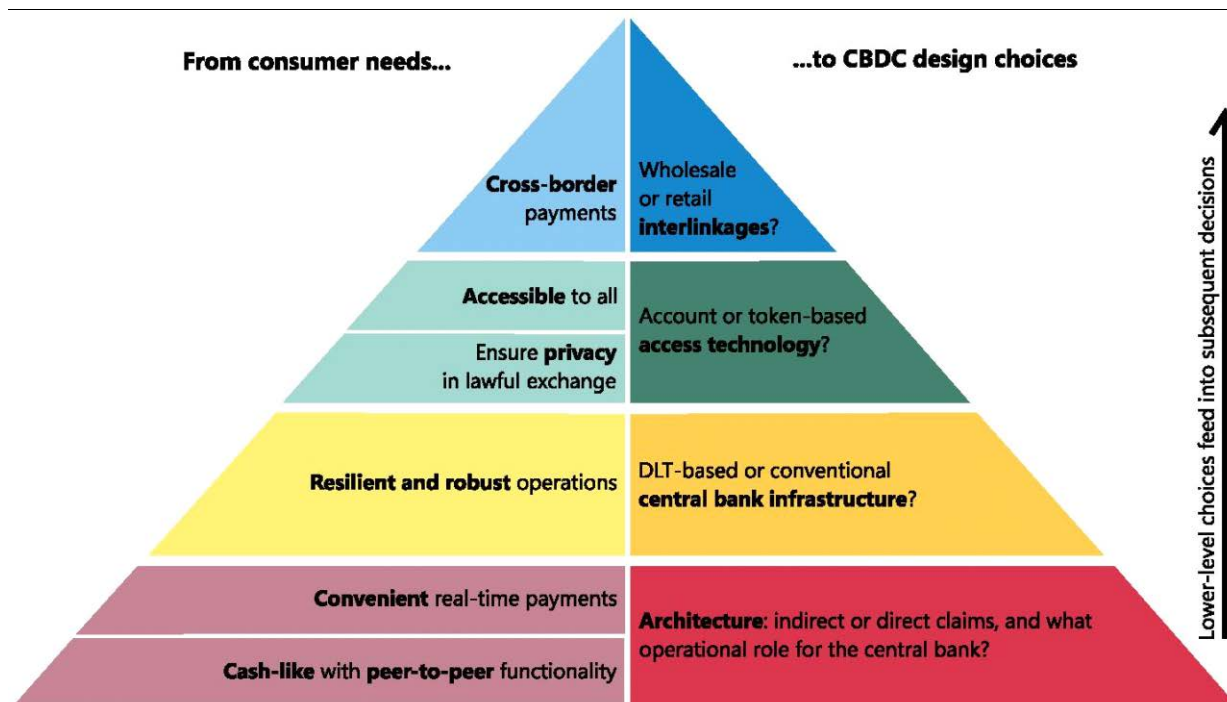 From consumer needs...
...to CBDC design choices
Cross-border
payments
Wholesale
or retail
interlinkages?
Accessible to all
Ensure privacy
in lawful exchange
Account or token-based
access technology?
Resilient and robust operations
DLT-based or conventional
central bank infrastructure?
Convenient real-time payments
Cash-like with peer-to-peer functionality
Architecture: indirect or direct claims, and what
operational role for the central bank?
Lower-level choices feed into subsequent decisions